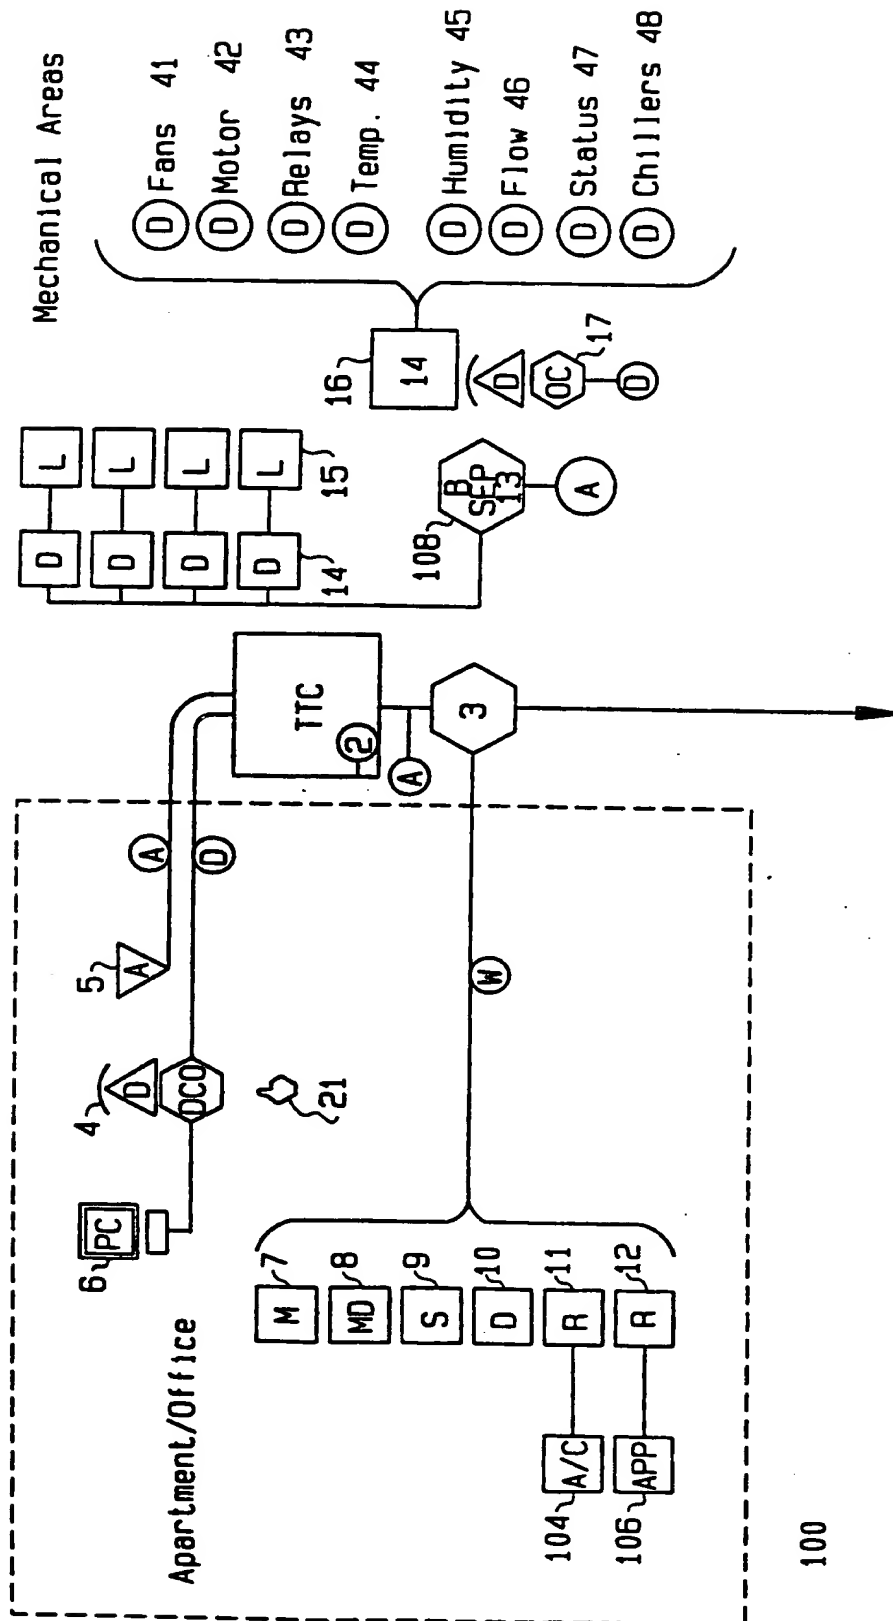 Apartment/Office
6
PC
4
D
DCO
5
A
A
D
21
TTC
2
A
3
W
M
7
MD
8
S
9
D
10
R
11
R
12
A/C
104
APP
106
100
D
L
D
L
D
L
D
L
14
15
108
B
SEP
13
A
16
14
D
OC
17
D
Mechanical Areas
D Fans 41
D Motor 42
D Relays 43
D Temp. 44
D Humidity 45
D Flow 46
D Status 47
D Chillers 48